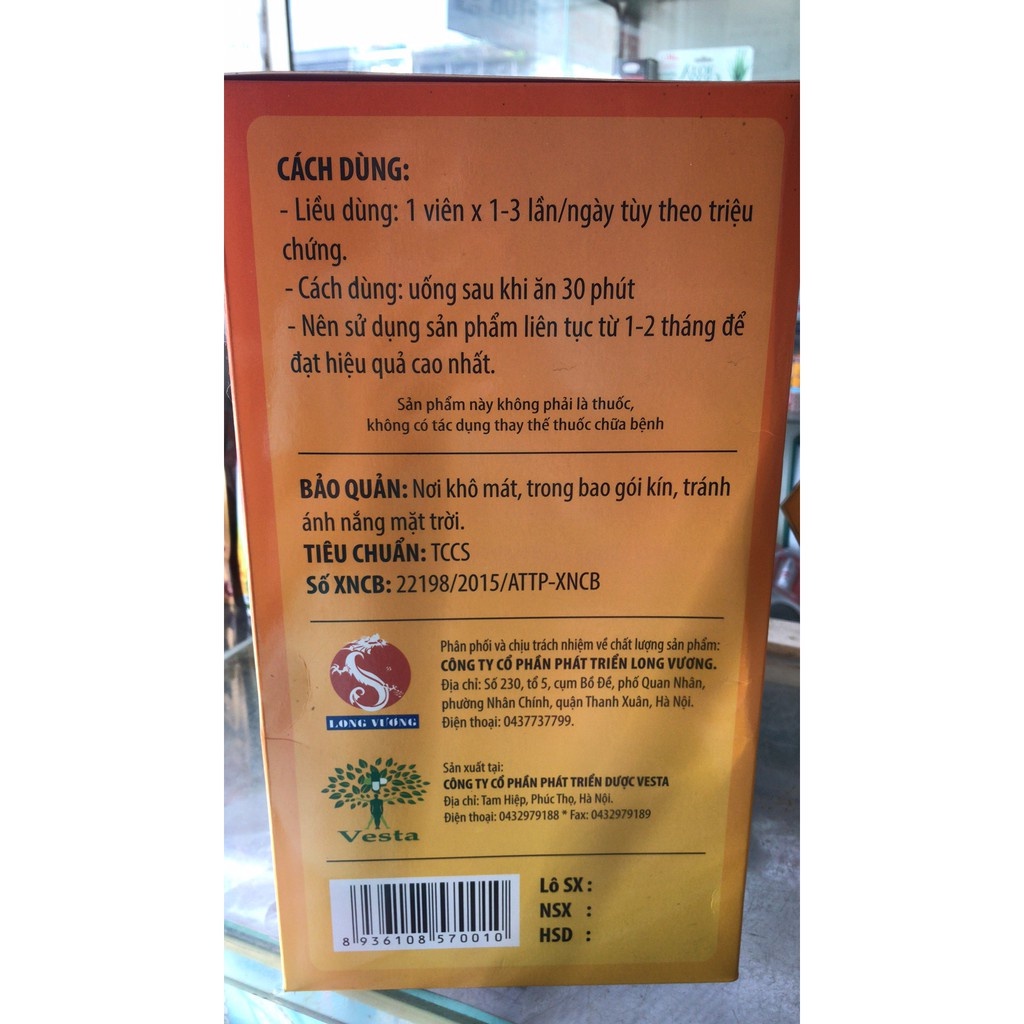 CÁCH DÙNG:
- Liều dùng: 1 viên x 1-3 lần/ngày tùy theo triệu
chứng.
- Cách dùng: uống sau khi ăn 30 phút
- Nên sử dụng sản phẩm liên tục từ 1-2 tháng để
đạt hiệu quả cao nhất.
Sản phẩm này không phải là thuốc,
không có tác dụng thay thế thuốc chữa bệnh
BẢO QUẢN: Nơi khô mát, trong bao gói kín, tránh
ánh nắng mặt trời.
TIÊU CHUẨN: TCCS
Số XNCB: 22198/2015/ATTP-XNCB
LONG VƯƠNG
Phân phối và chịu trách nhiệm về chất lượng sản phẩm:
CÔNG TY CỔ PHẦN PHÁT TRIỂN LONG VƯƠNG.
Địa chỉ: Số 230, tổ 5, cụm Bồ Đề, phố Quan Nhân,
phường Nhân Chính, quận Thanh Xuân, Hà Nội.
Điện thoại: 0437737799.
Vesta
Sản xuất tại:
CÔNG TY CỔ PHẦN PHÁT TRIỂN DƯỢC VESTA
Địa chỉ: Tam Hiệp, Phúc Thọ, Hà Nội.
Điện thoại: 0432979188 * Fax: 0432979189
8 936108 570010
Lô SX :
NSX :
HSD :